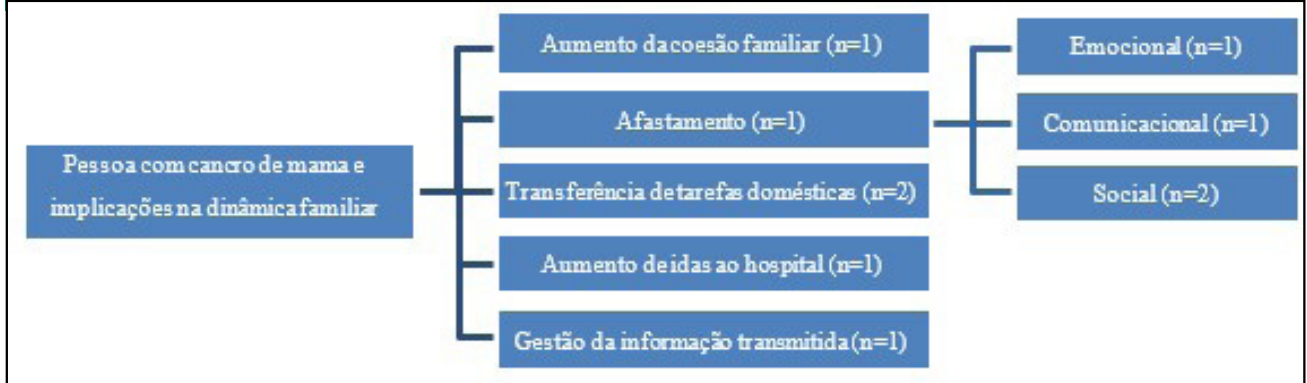 Pessoa com cancro de mama e
implicações na dinâmica familiar
Aumento da coesão familiar (n=1)
Afastamento (n=1)
Transferência de tarefas domésticas (n=2)
Aumento de idas ao hospital (n=1)
Gestão da informação transmitida (n=1)
Emocional (n=1)
Comunicacional (n=1)
Social (n=2)